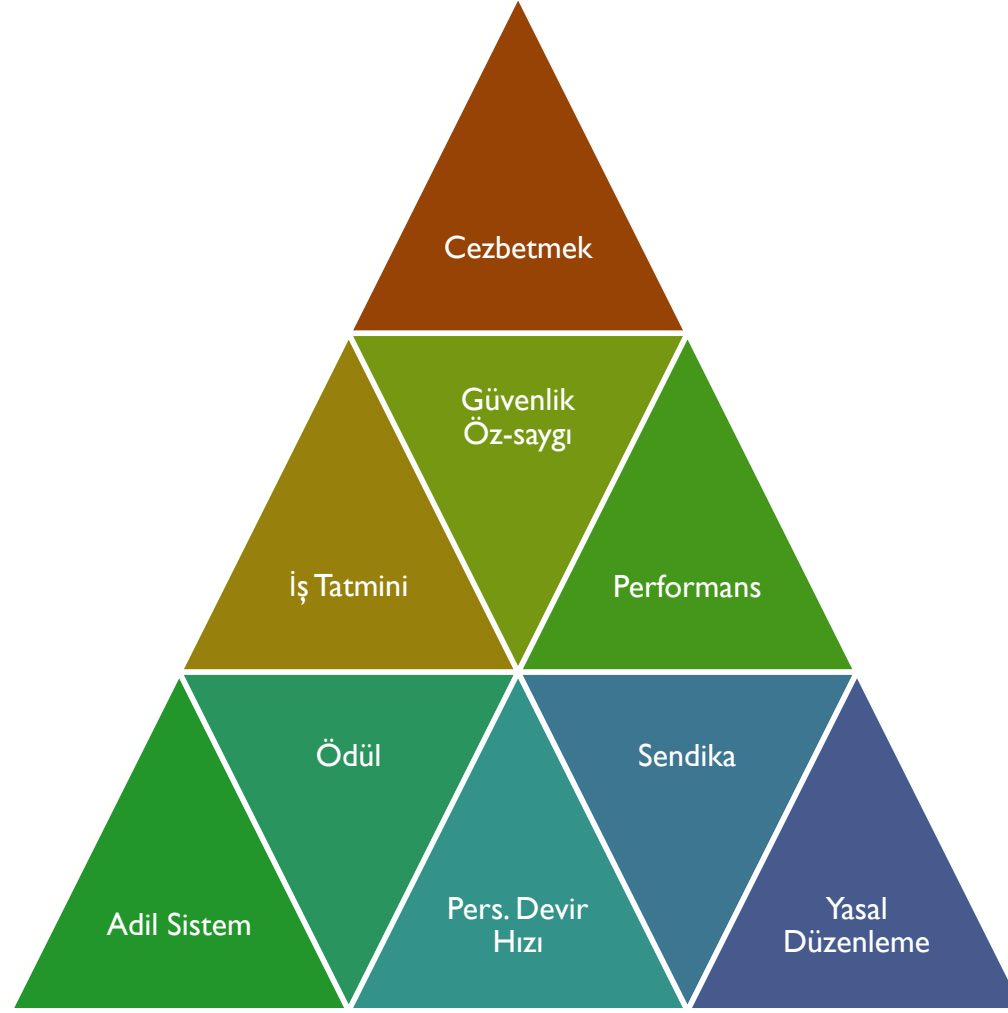 Cezbetmek
Güvenlik
Öz-saygı
İş Tatmini
Performans
Ödül
Sendika
Adil Sistem
Pers. Devir
Hızı
Yasal
Düzenleme